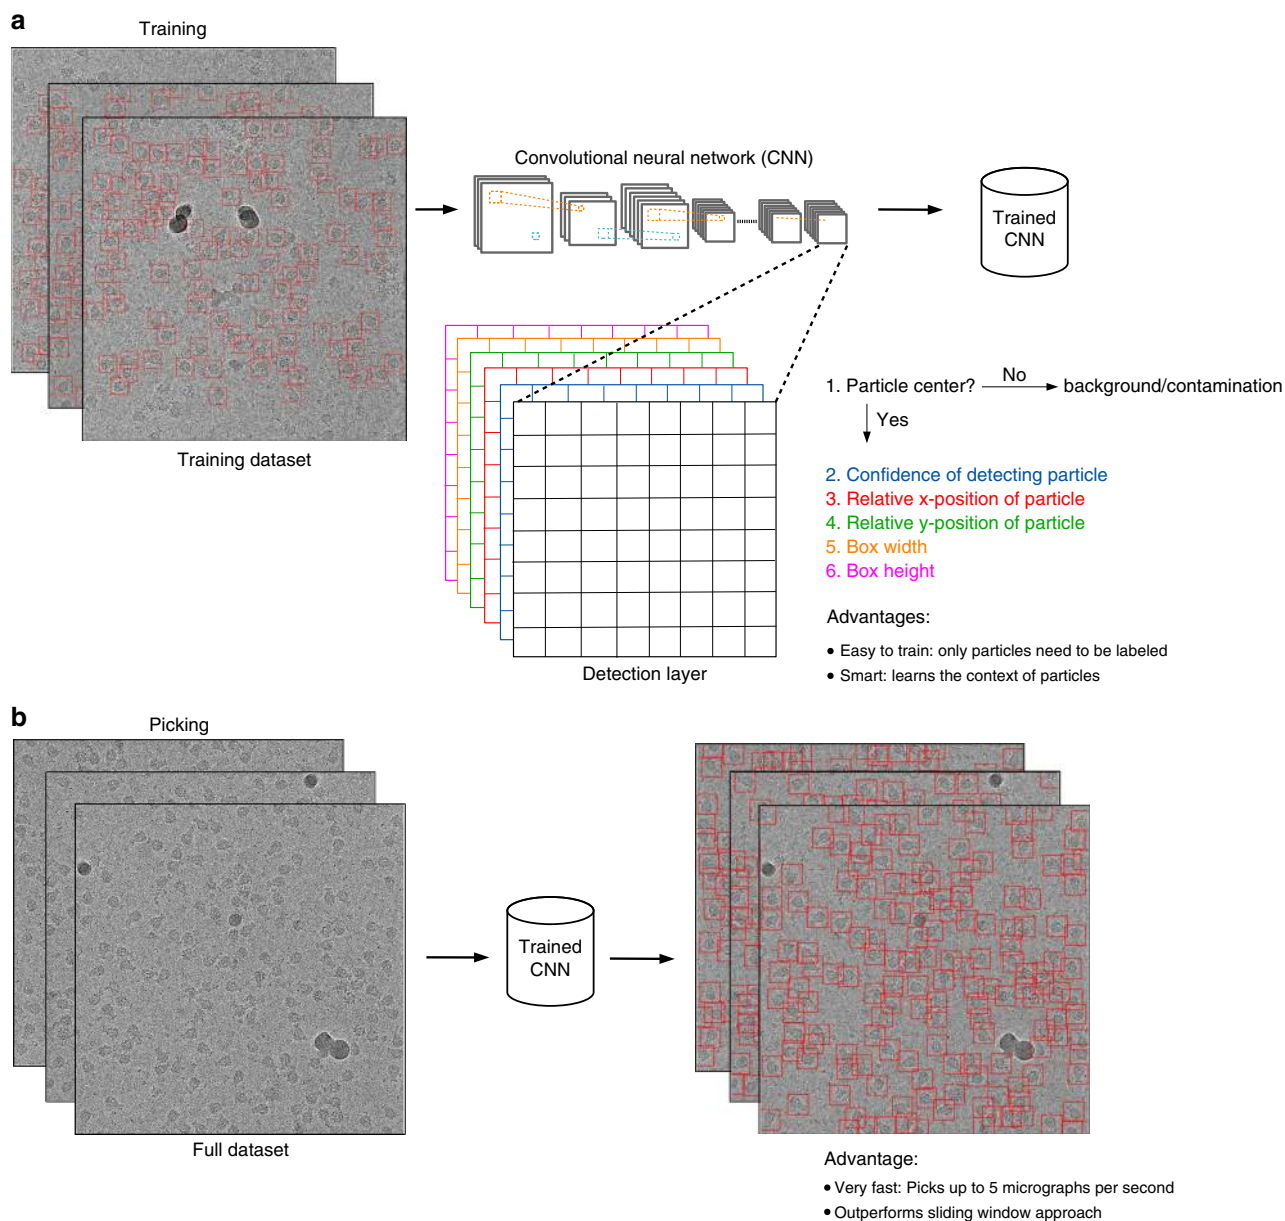 a
Training
Training dataset
Convolutional neural network (CNN)
Trained
CNN
Detection layer
1. Particle center?
No
background/contamination
Yes
2. Confidence of detecting particle
3. Relative x-position of particle
4. Relative y-position of particle
5. Box width
6. Box height
Advantages:
• Easy to train: only particles need to be labeled
• Smart: learns the context of particles
b
Picking
Full dataset
Trained
CNN
Advantage:
• Very fast: Picks up to 5 micrographs per second
• Outperforms sliding window approach